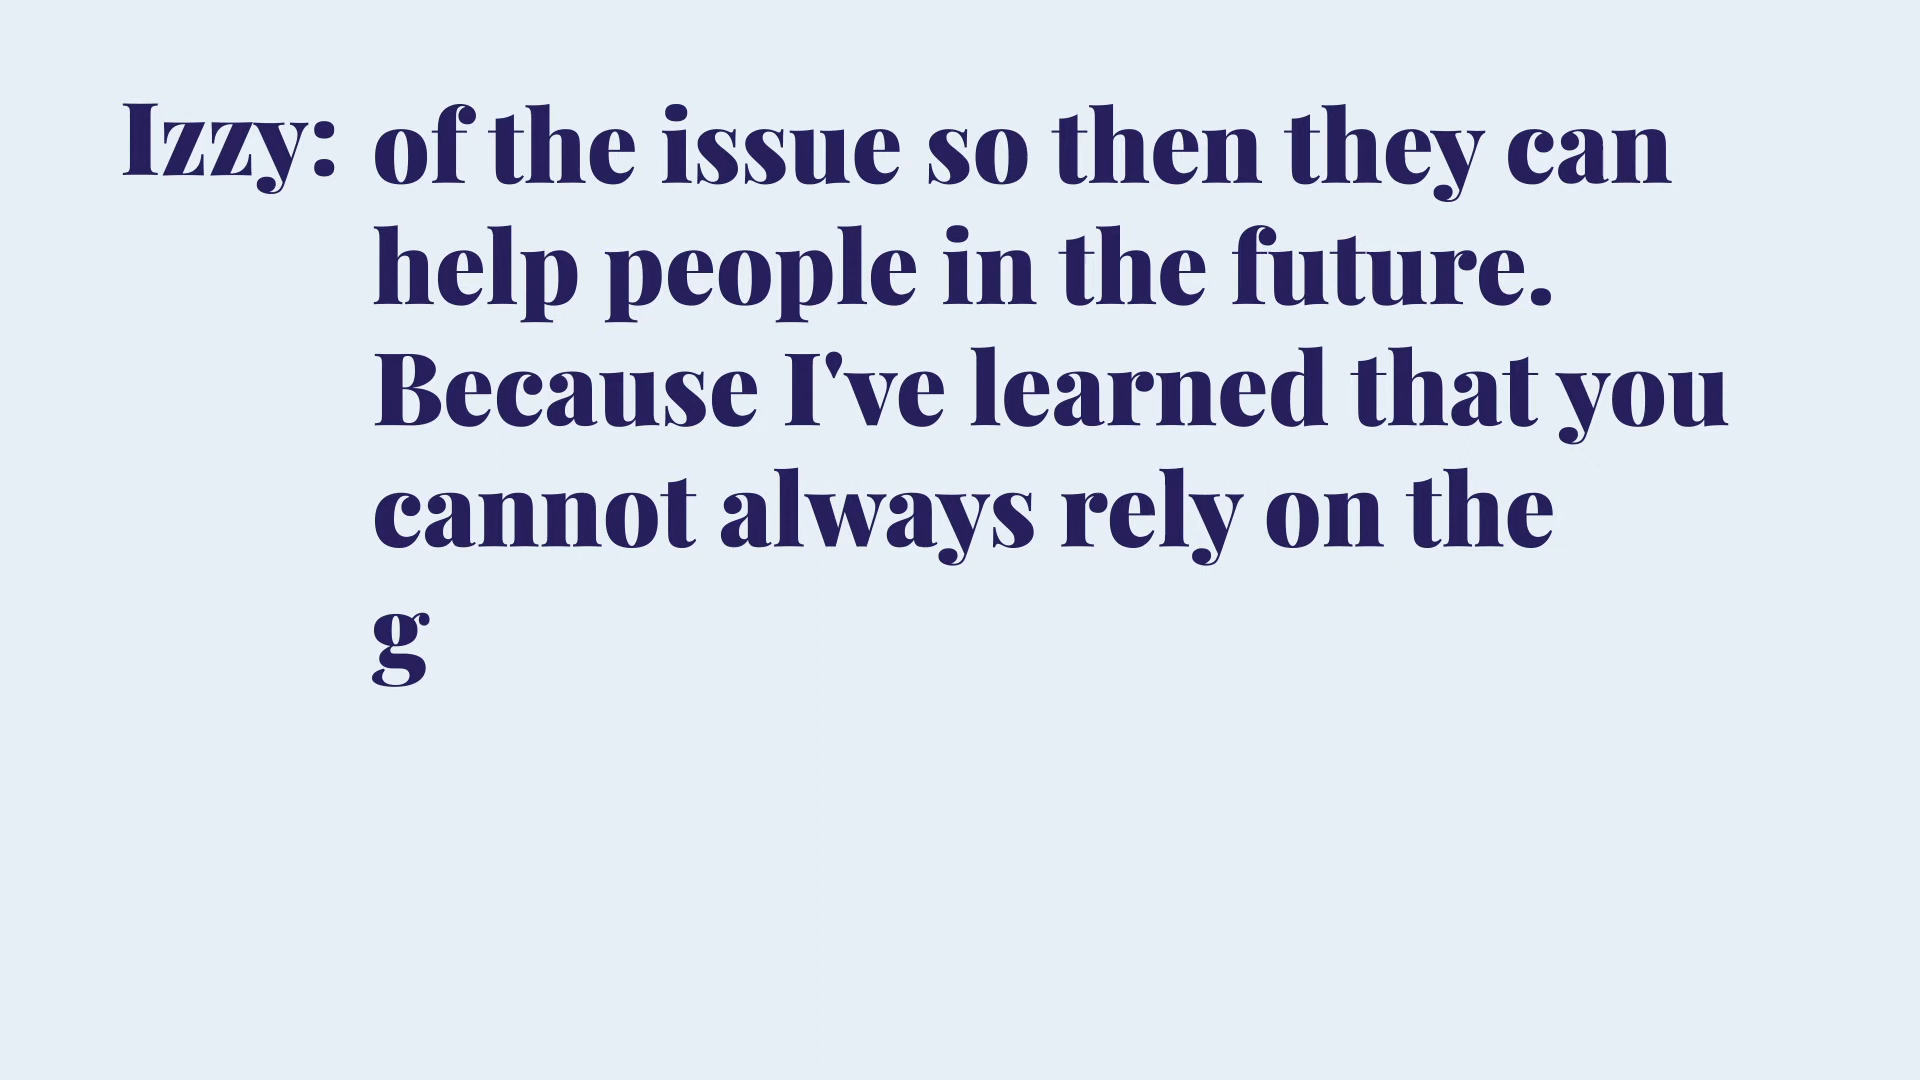 Izzy: of the issue so then they can
help people in the future.
Because I've learned that you
cannot always rely on the
g